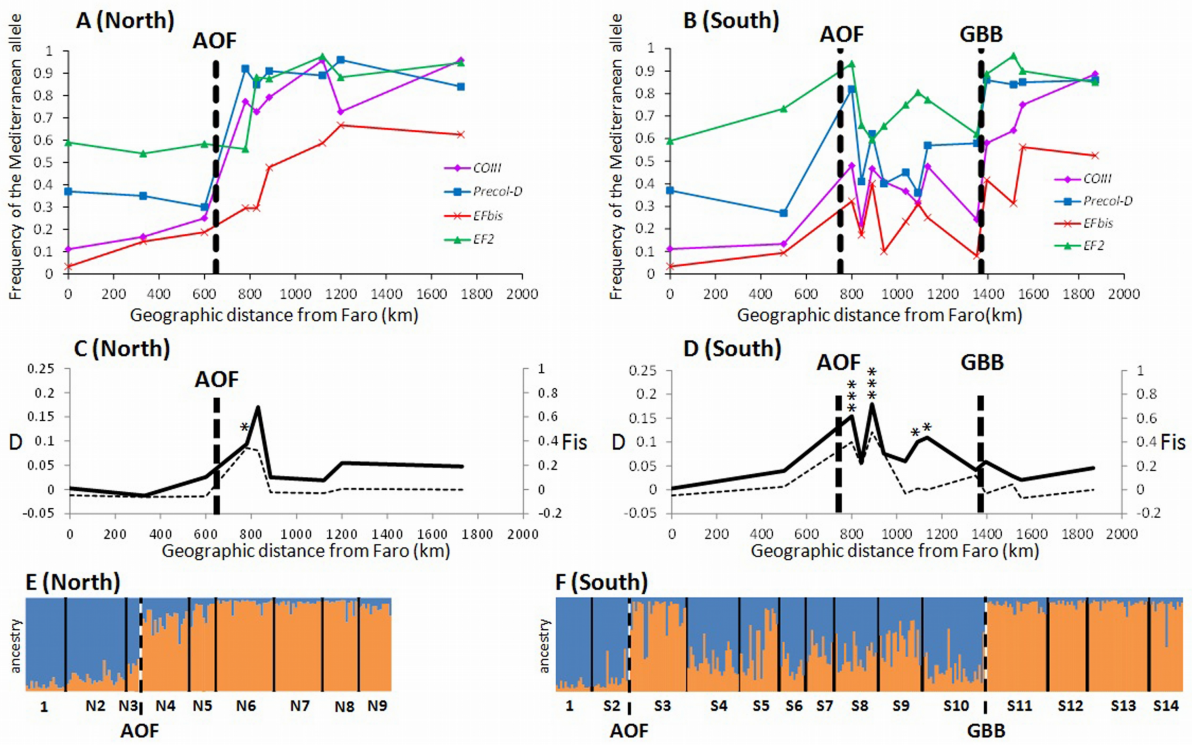 A (North)
AOF
Frequency of the Mediterranean allele
1
0.9
0.8
0.7
0.6
0.5
0.4
0.3
0.2
0.1
0
COIII
Precol-D
EFbis
EF2
0 200 400 600 800 1000 1200 1400 1600 1800 2000
Geographic distance from Faro (km)
B (South)
AOF GBB
Frequency of the Mediterranean allele
1
0.9
0.8
0.7
0.6
0.5
0.4
0.3
0.2
0.1
0
COIII
Precol-D
EFbis
EF2
0 200 400 600 800 1000 1200 1400 1600 1800 2000
Geographic distance from Faro(km)
C (North)
AOF
D
0.25
0.2
0.15
0.1
0.05
0
-0.05
*
1
0.8
0.6
0.4
0.2
0
-0.2
Fis
0 200 400 600 800 1000 1200 1400 1600 1800 2000
Geographic distance from Faro (km)
D (South)
AOF GBB
D
0.25
0.2
0.15
0.1
0.05
0
-0.05
*** *** * *
1
0.8
0.6
0.4
0.2
0
-0.2
Fis
0 200 400 600 800 1000 1200 1400 1600 1800 2000
Geographic distance from Faro (km)
E (North)
ancestry
1 N2 N3 N4 N5 N6 N7 N8 N9
AOF
F (South)
ancestry
1 S2 S3 S4 S5 S6 S7 S8 S9 S10 S11 S12 S13 S14
AOF GBB